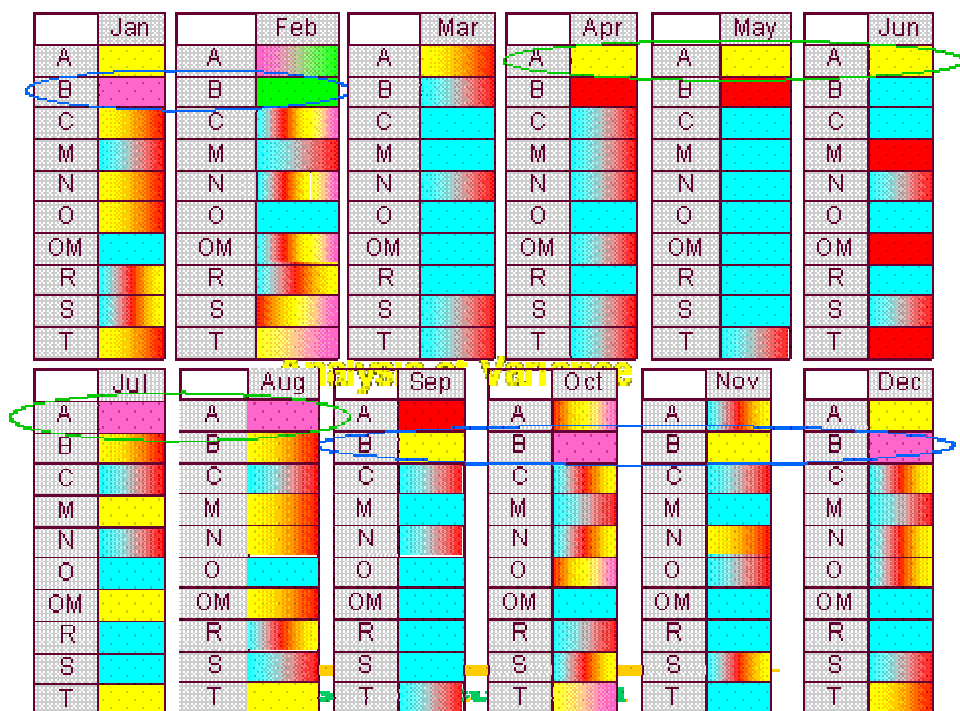 Jan Feb Mar Apr May Jun
A A A A A A
B B B B B B
C C C C C C
M M M M M M
N N N N N N
O O O O O O
OM OM OM OM OM OM
R R R R R R
S S S S S S
T T T T T T
Analysis of Variance
Jul Aug Sep Oct Nov Dec
A A A A A A
B B B B B B
C C C C C C
M M M M M M
N N N N N N
O O O O O O
OM OM OM OM OM OM
R R R R R R
S S S S S S
T T T T T T